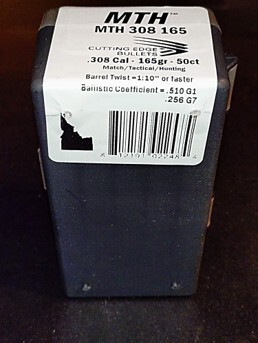 MTH™
MTH 308 165
CUTTING EDGE
BULLETS
.308 Cal - 165gr - 50ct
Match/Tactical/Hunting
Barrel Twist =1:10" or faster
Ballistic Coefficient = .510 G1
.256 G7